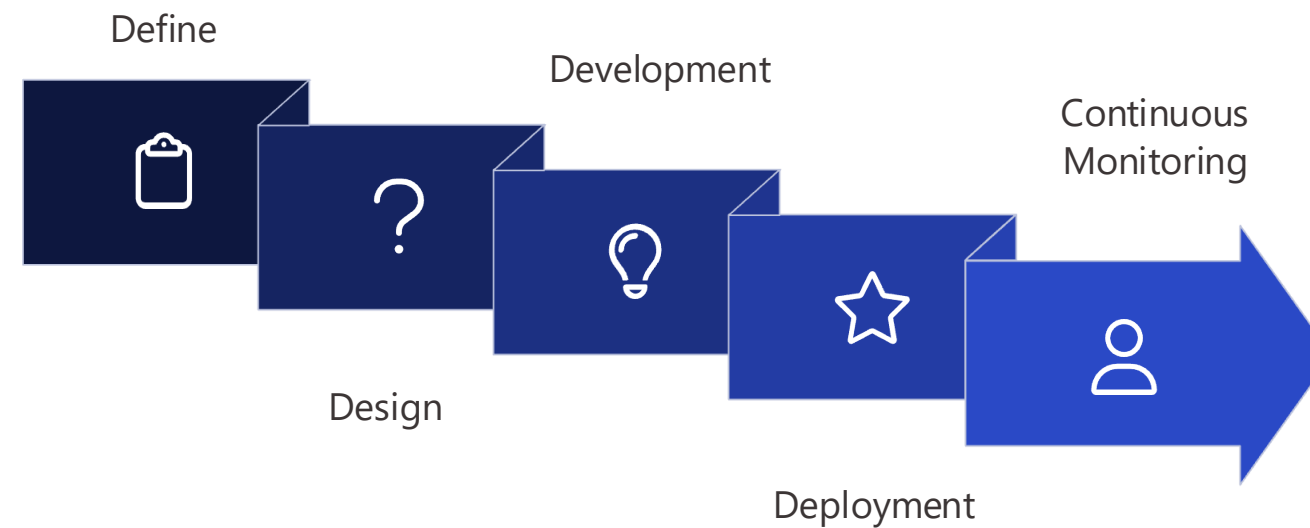 Define
Design
Development
Deployment
Continuous
Monitoring